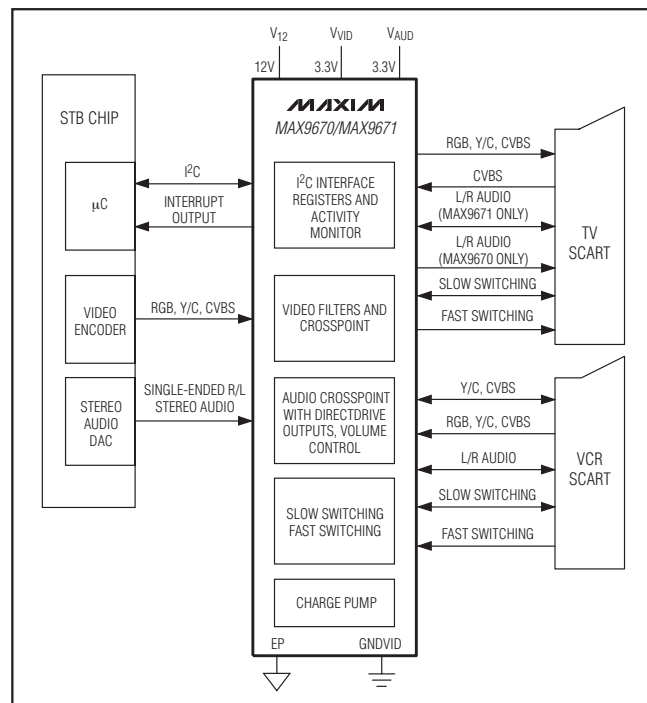 V12
VVID
VAUD
12V
3.3V
3.3V
STB CHIP
MAXIM
MAX9670/MAX9671
µC
I²C
INTERRUPT
OUTPUT
I²C INTERFACE
REGISTERS AND
ACTIVITY
MONITOR
RGB, Y/C, CVBS
CVBS
L/R AUDIO
(MAX9671 ONLY)
L/R AUDIO
(MAX9670 ONLY)
SLOW SWITCHING
FAST SWITCHING
TV
SCART
VIDEO
ENCODER
RGB, Y/C, CVBS
VIDEO FILTERS AND
CROSSPOINT
STEREO
AUDIO
DAC
SINGLE-ENDED R/L
STEREO AUDIO
AUDIO CROSSPOINT
WITH DIRECTDRIVE
OUTPUTS, VOLUME
CONTROL
Y/C, CVBS
RGB, Y/C, CVBS
L/R AUDIO
SLOW SWITCHING
FAST SWITCHING
VCR
SCART
SLOW SWITCHING
FAST SWITCHING
CHARGE PUMP
EP
GNDVID